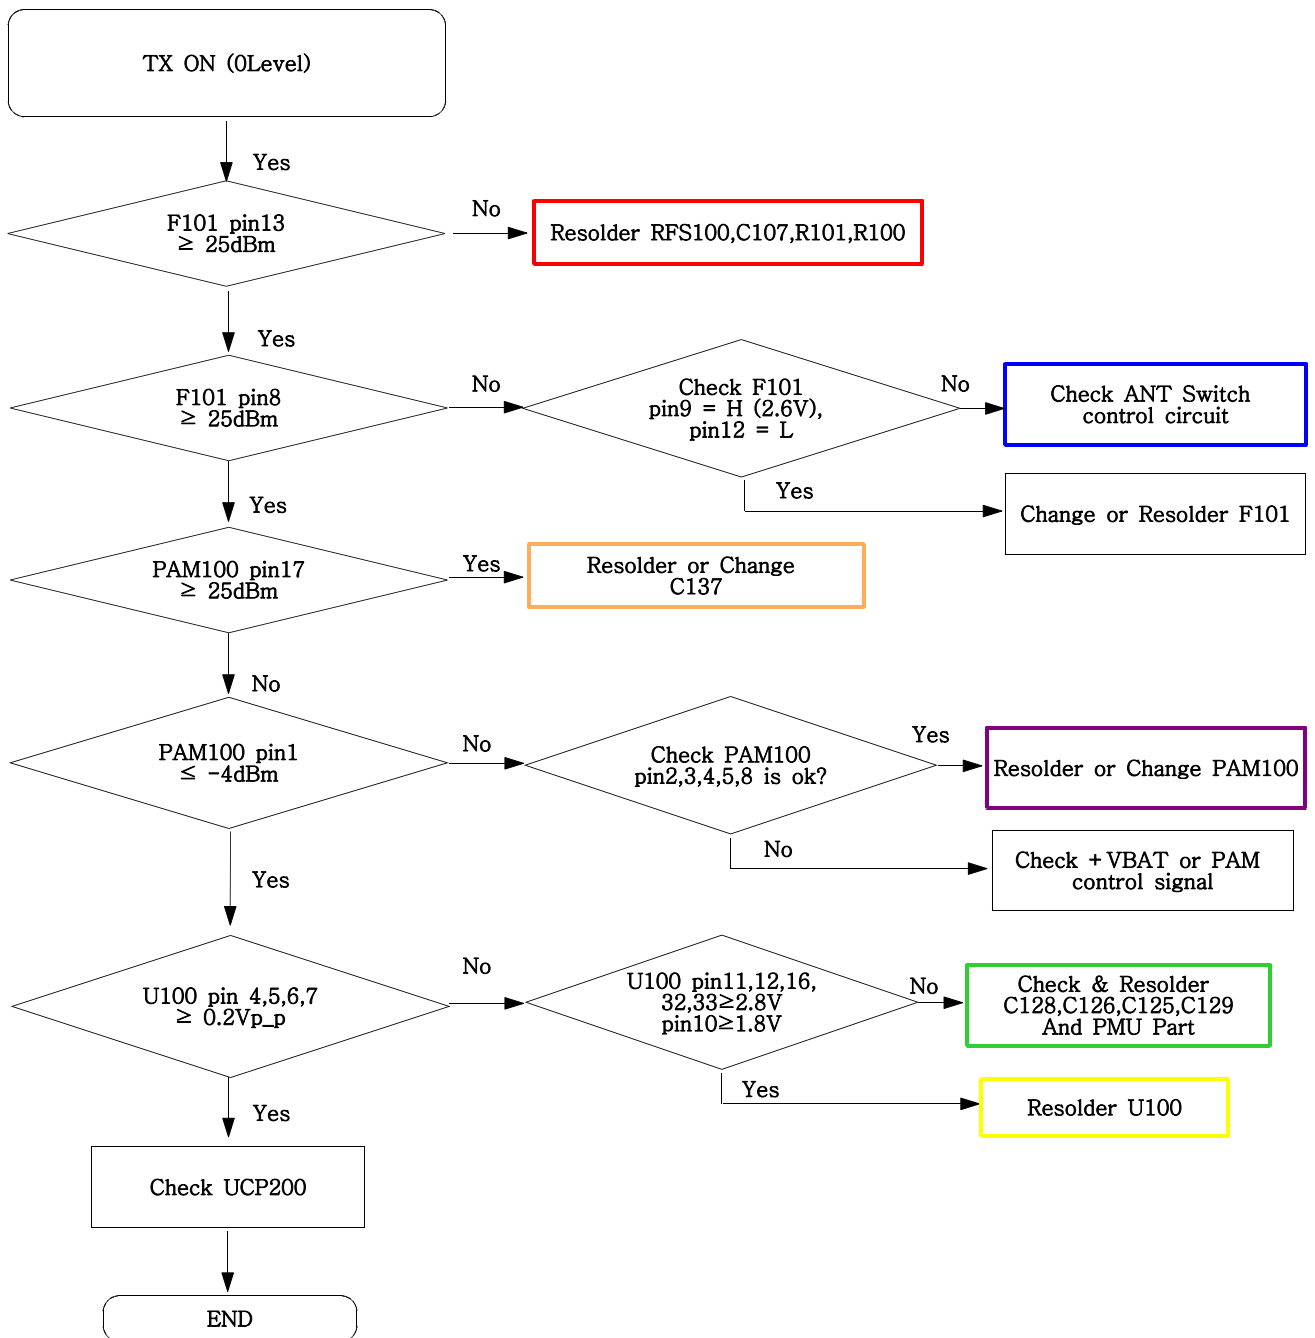 TX ON (0Level)
Yes
F101 pin13
≥ 25dBm
No
Resolder RFS100,C107,R101,R100
Yes
F101 pin8
≥ 25dBm
No
Check F101
pin9 = H (2.6V),
pin12 = L
No
Check ANT Switch
control circuit
Yes
Change or Resolder F101
Yes
PAM100 pin17
≥ 25dBm
Yes
Resolder or Change
C137
No
PAM100 pin1
≤ -4dBm
No
Check PAM100
pin2,3,4,5,8 is ok?
Yes
Resolder or Change PAM100
No
Check +VBAT or PAM
control signal
Yes
U100 pin 4,5,6,7
≥ 0.2Vp_p
No
U100 pin11,12,16,
32,33≥2.8V
pin10≥1.8V
No
Check & Resolder
C128,C126,C125,C129
And PMU Part
Yes
Resolder U100
Yes
Check UCP200
END